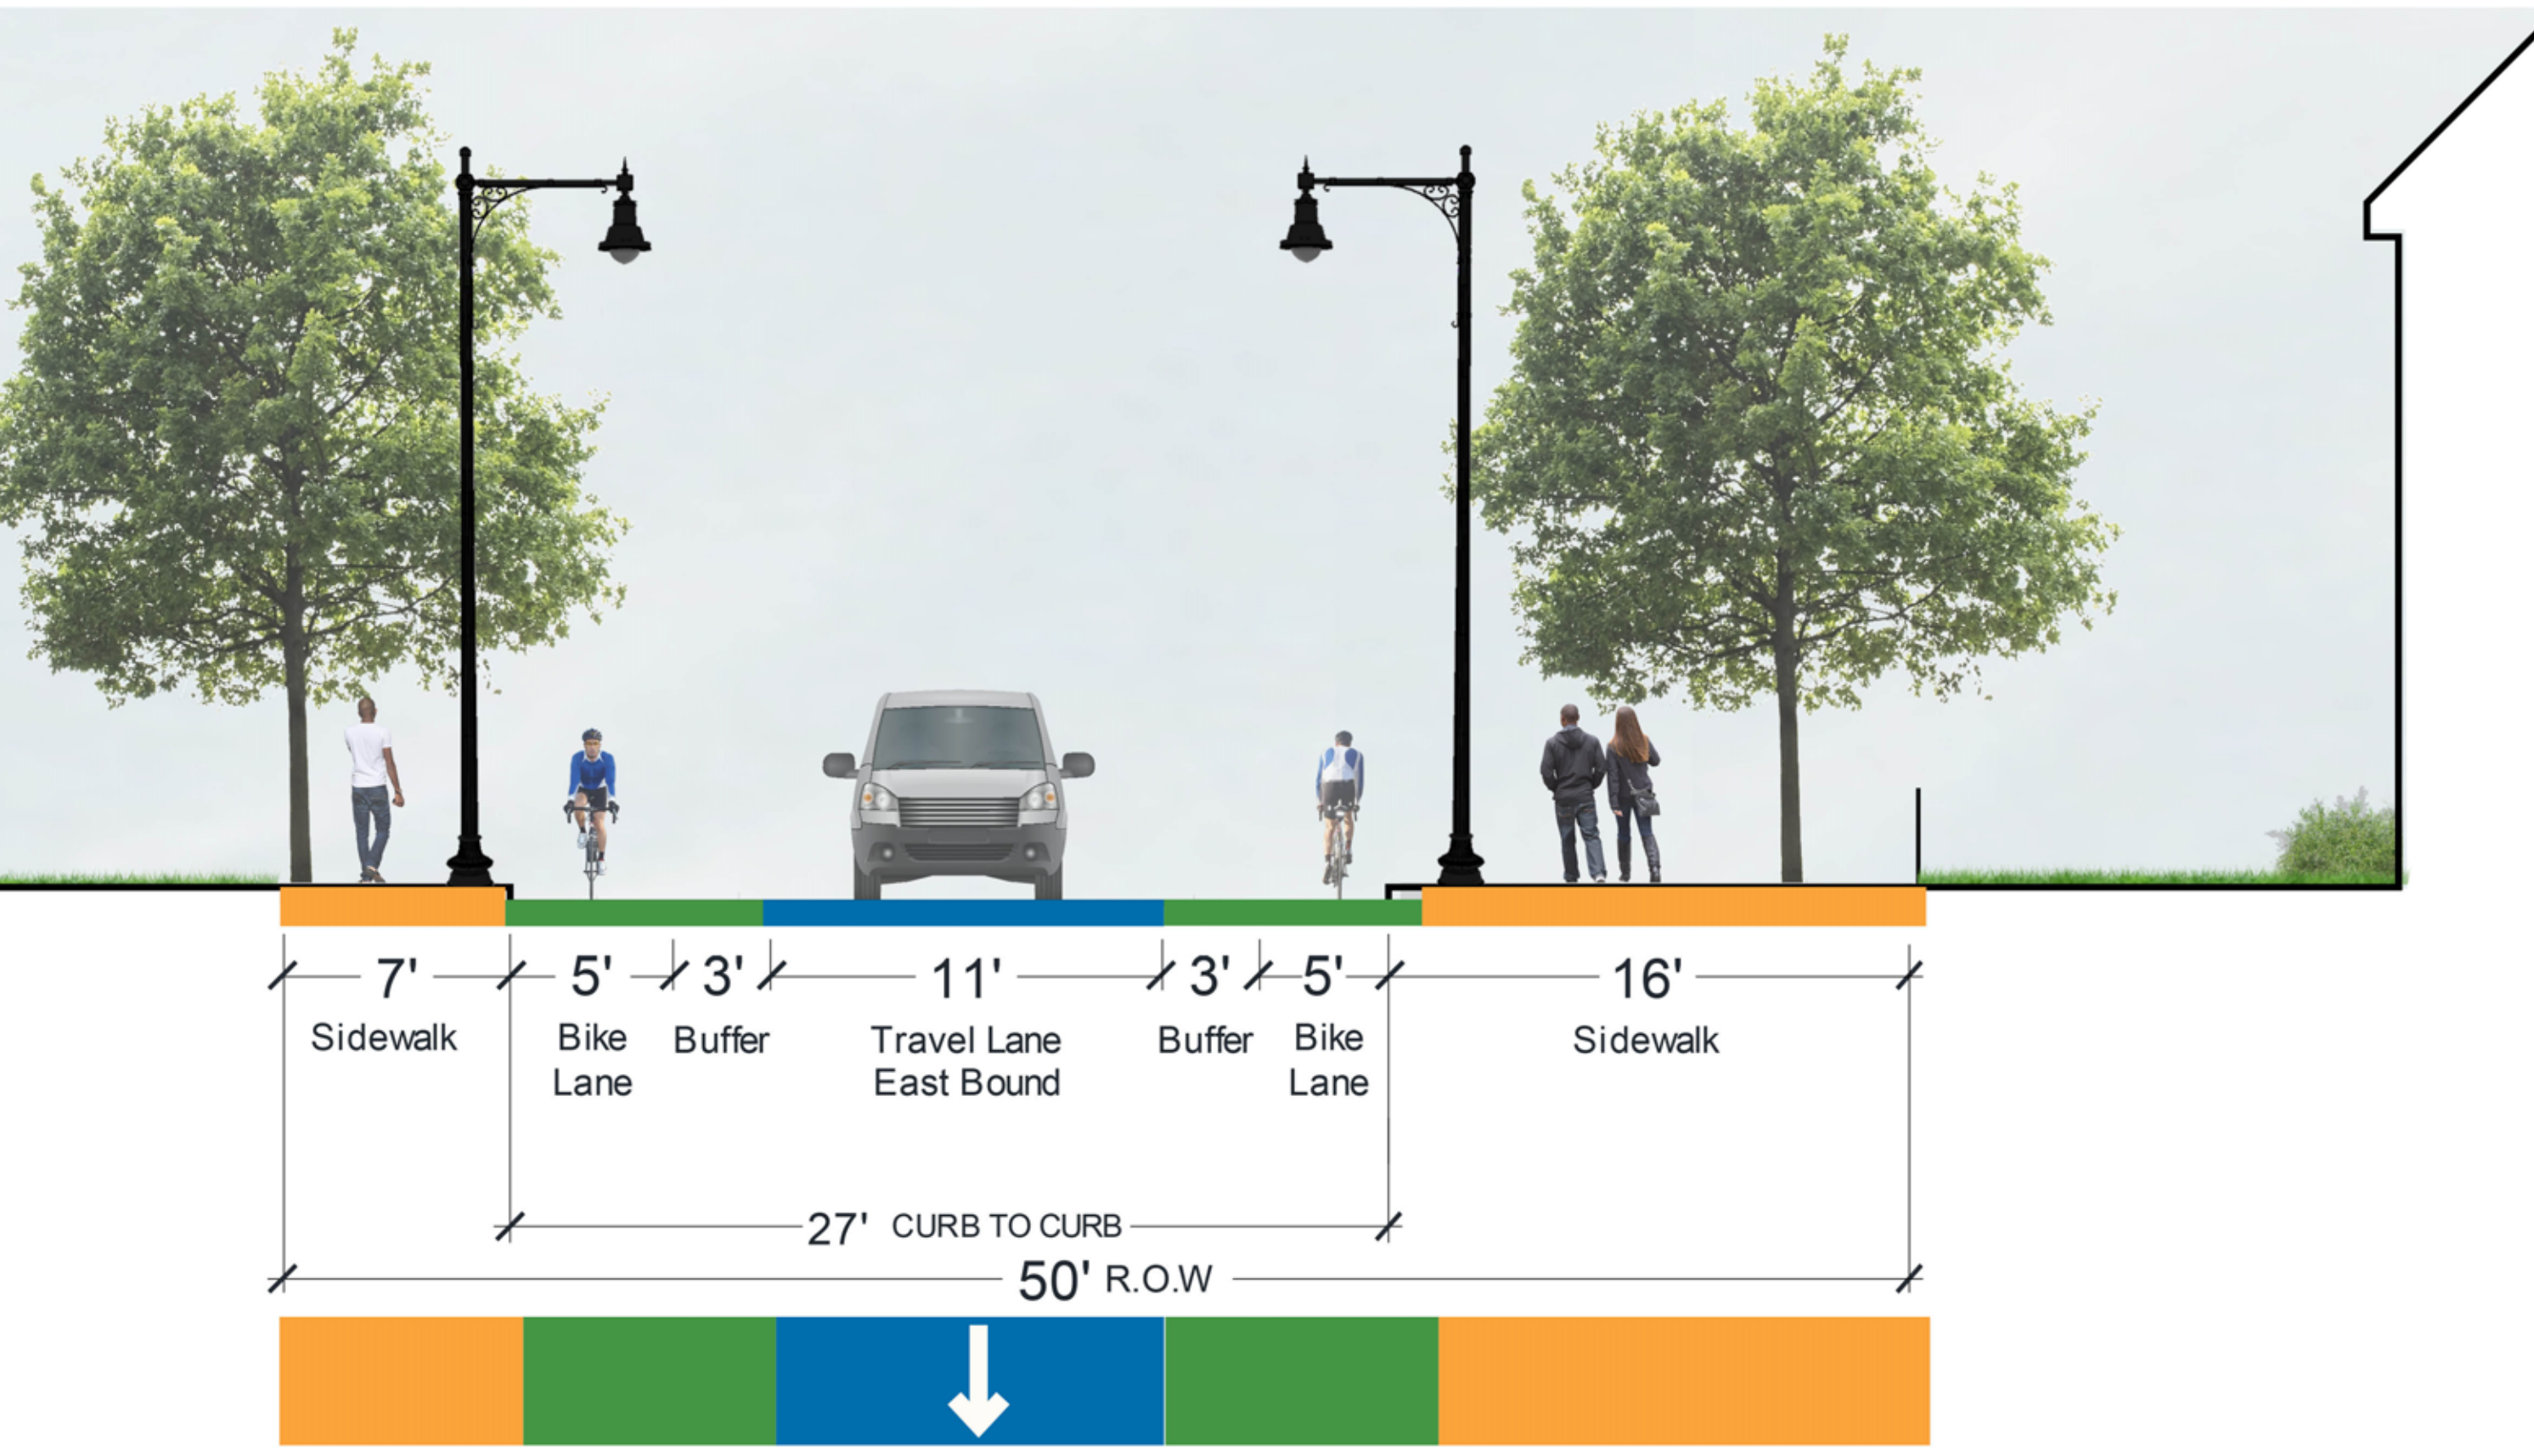 7' 5' 3' 11' 3' 5' 16'
Sidewalk Bike Buffer Travel Lane Buffer Bike Sidewalk
Lane East Bound Lane
27' CURB TO CURB
50' R.O.W